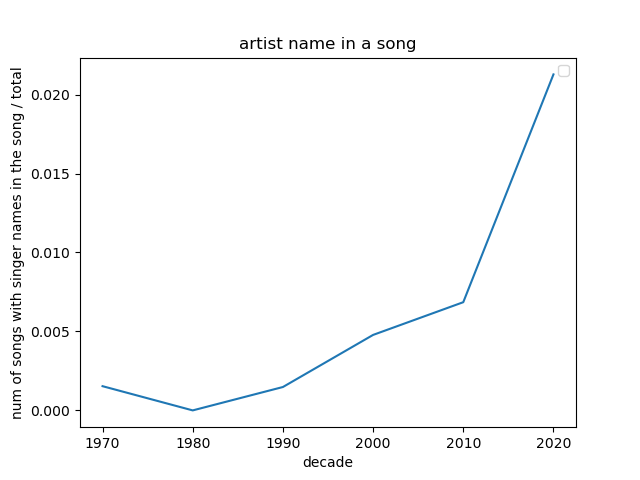 artist name in a song
num of songs with singer names in the song / total
0.020
0.015
0.010
0.005
0.000
1970 1980 1990 2000 2010 2020
decade